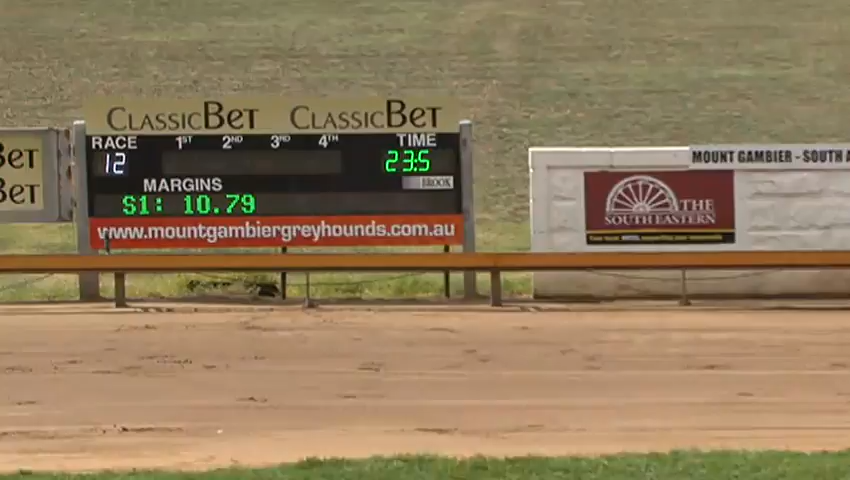 CLASSICBET CLASSICBET
RACE 1ST 2ND 3RD 4TH TIME
12 23.5
MARGINS BROOK
S1: 10.79
www.mountgambiergreyhounds.com.au
Bet
Bet
MOUNT GAMBIER - SOUTH A
THE
SOUTH EASTERN